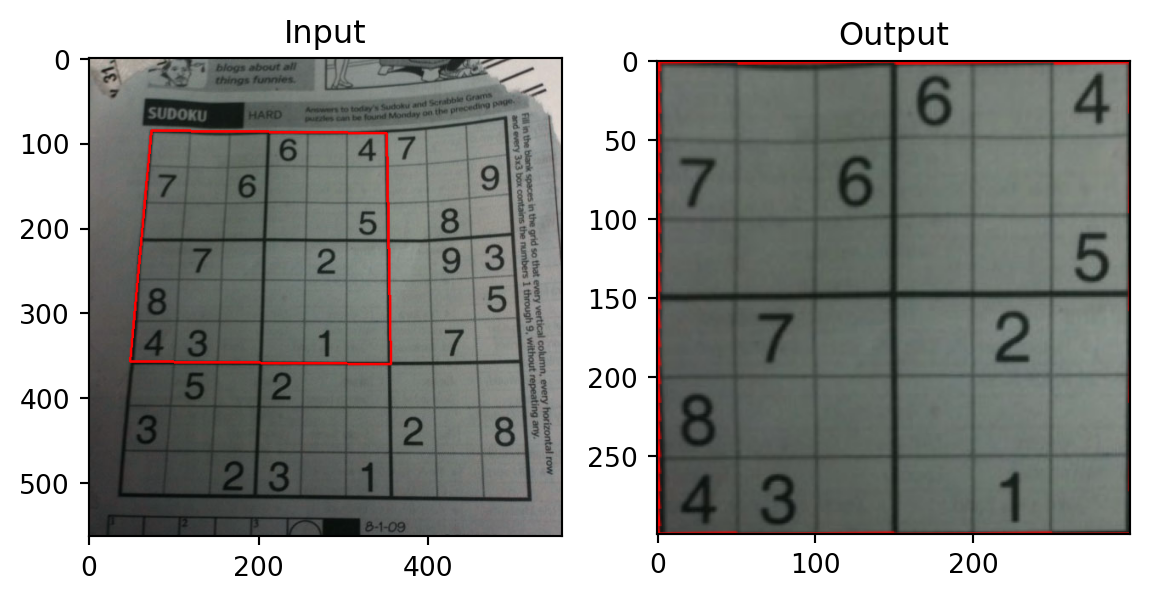 Input
Output
31,
blogs about all
things funnies.
SUDOKU HARD
Answers to today's Sudoku and Scrabble Grams
puzzles can be found Monday on the preceding page.
Fill in the blank spaces in the grid so that every vertical column, every horizontal row
and every 3x3 box contains the numbers 1 through 9, without repeating any.
6 4 7
7 6 9
5 8
7 2 9 3
8 5
4 3 1 7
5 2
3 2 8
2 3 1
1 2 3
8-1-09
0
100
200
300
400
500
0 200 400
6 4
7 6
5
7 2
8
4 3 1
0
50
100
150
200
250
0 100 200